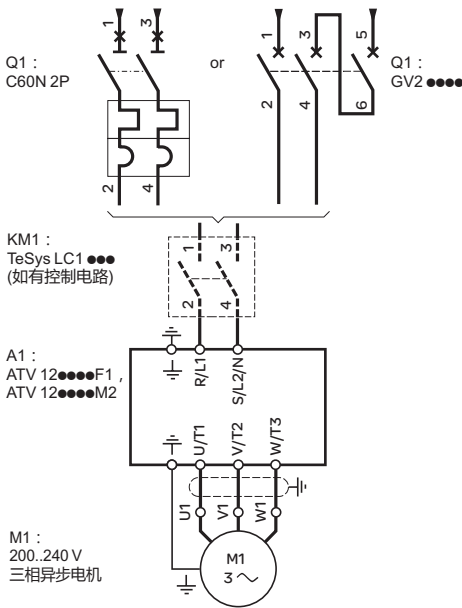 1
3
Q1 :
C60N 2P
2
4
or
1
3
5
Q1 :
GV2 ●●●●
2
4
6
KM1 :
TeSys LC1 ●●●
(如有控制电路)
1
3
2
4
A1 :
ATV 12●●●●F1 ,
ATV 12●●●●M2
R/L1
S/L2/N
U/T1
V/T2
W/T3
U1
V1
W1
M1 :
200..240 V
三相异步电机
M1
3 ~